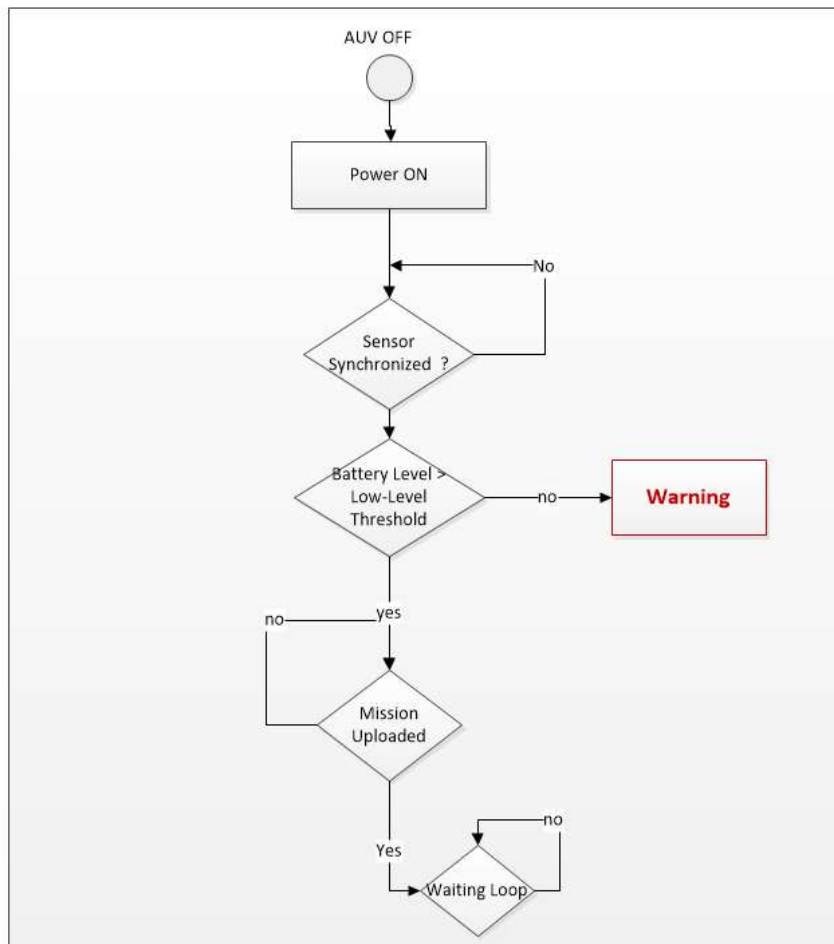 AUV OFF
Power ON
No
Sensor
Synchronized ?
Battery Level >
Low-Level
Threshold
no
Warning
no
yes
Mission
Uploaded
Yes
no
Waiting Loop